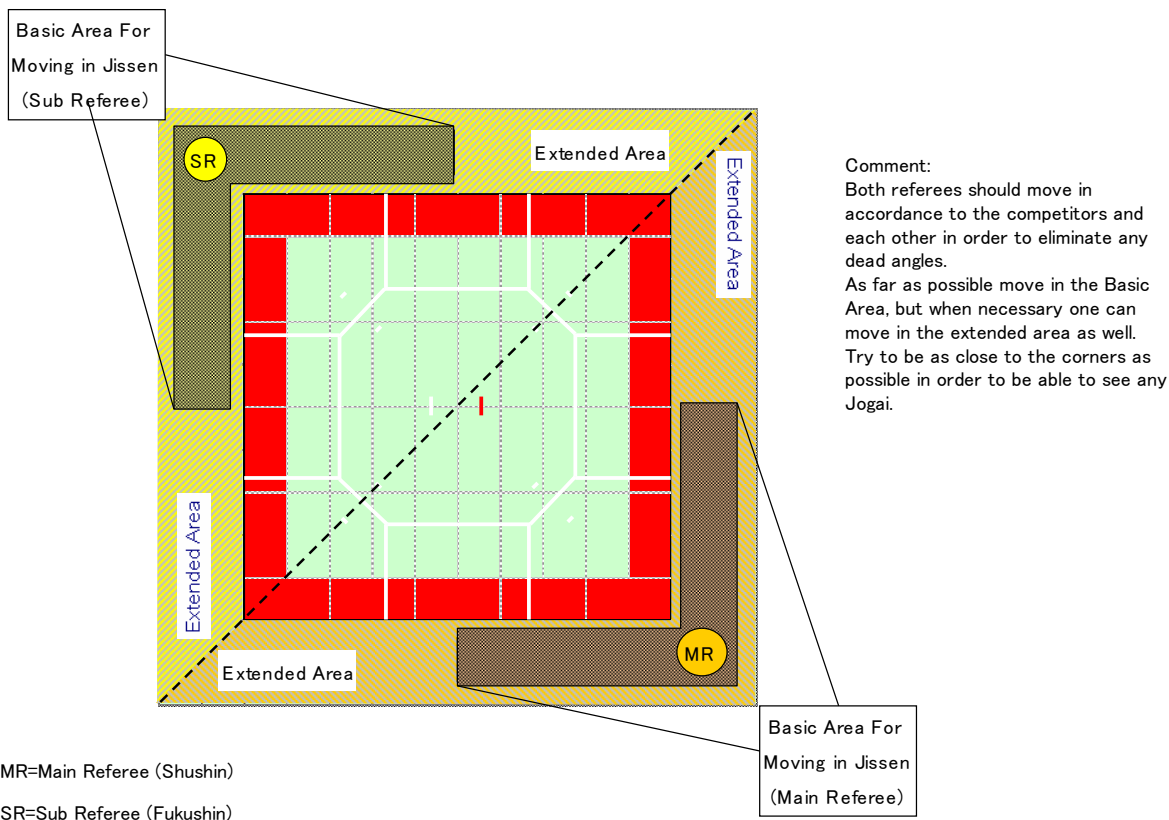 Basic Area For
Moving in Jissen
(Sub Referee)
SR
Extended Area
Extended Area
Comment:
Both referees should move in
accordance to the competitors and
each other in order to eliminate any
dead angles.
As far as possible move in the Basic
Area, but when necessary one can
move in the extended area as well.
Try to be as close to the corners as
possible in order to be able to see any
Jogai.
Extended Area
Extended Area
MR
Basic Area For
Moving in Jissen
(Main Referee)
MR=Main Referee (Shushin)
SR=Sub Referee (Fukushin)